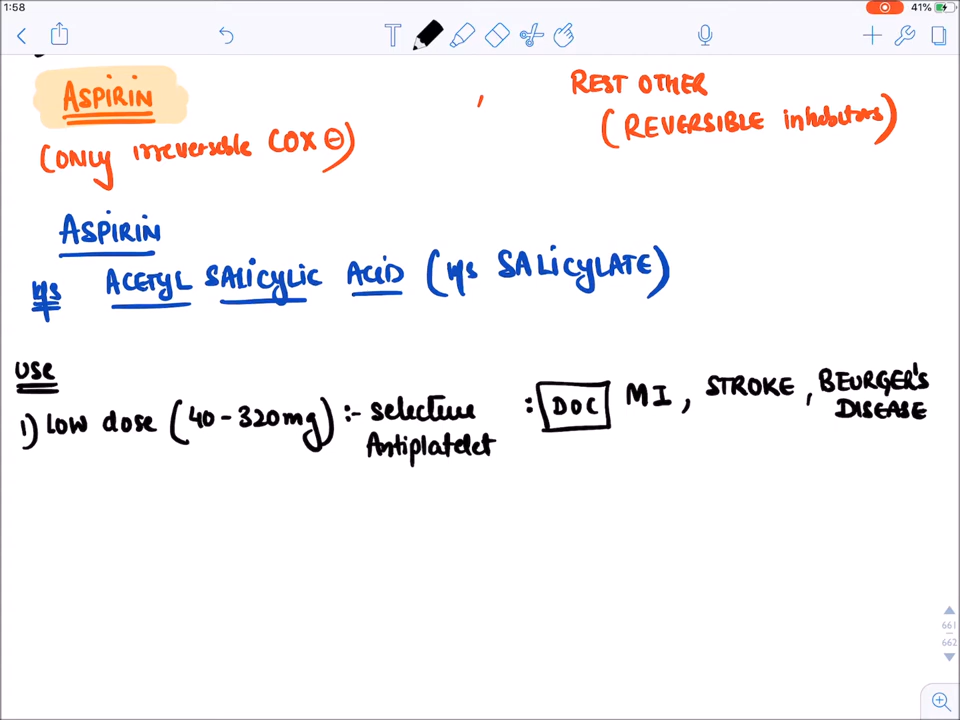 1:58
41%
T
ASPIRIN
(ONLY irreversible COX ⊖)
,
REST OTHER
(REVERSIBLE inhibitors)
ASPIRIN
ACETYL SALICYLIC ACID ( SALICYLATE)
USE
1) LOW dose (40-320mg) :- selective
Antiplatelet
: DOC MI, STROKE, BEURGER'S
DISEASE
661
662